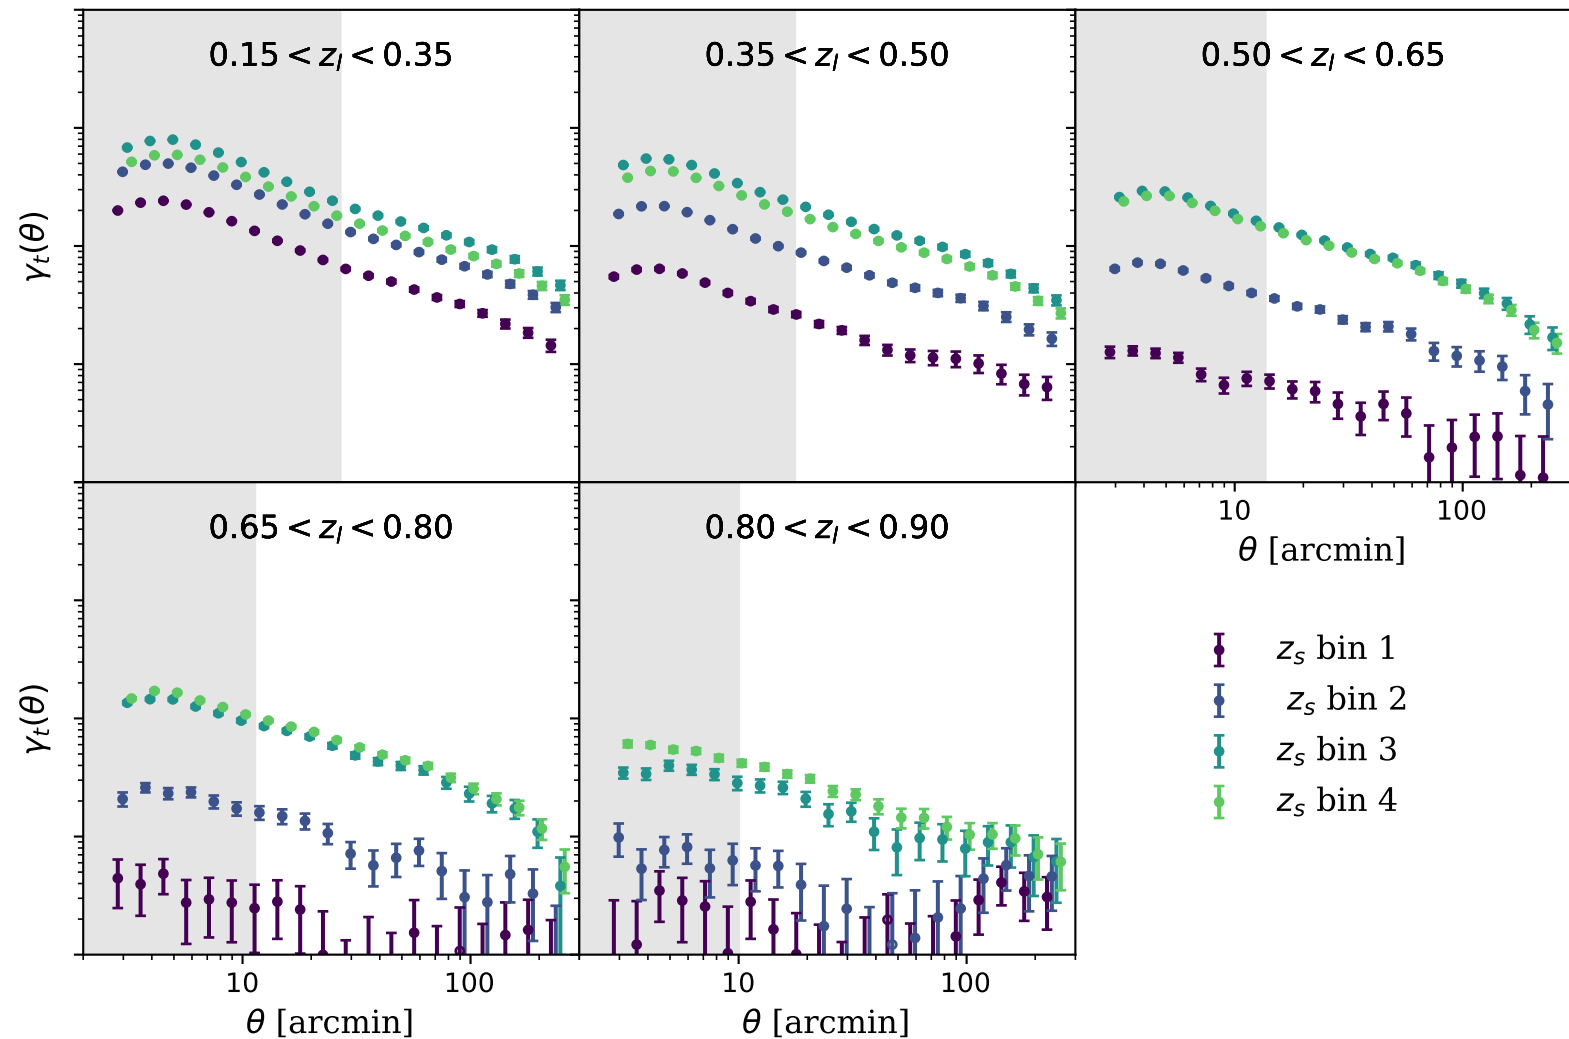 0.15 < z_l < 0.35
0.35 < z_l < 0.50
0.50 < z_l < 0.65
γ_t(θ)
10 100
θ [arcmin]
0.65 < z_l < 0.80
0.80 < z_l < 0.90
γ_t(θ)
10 100
10 100
θ [arcmin]
θ [arcmin]
z_s bin 1
z_s bin 2
z_s bin 3
z_s bin 4